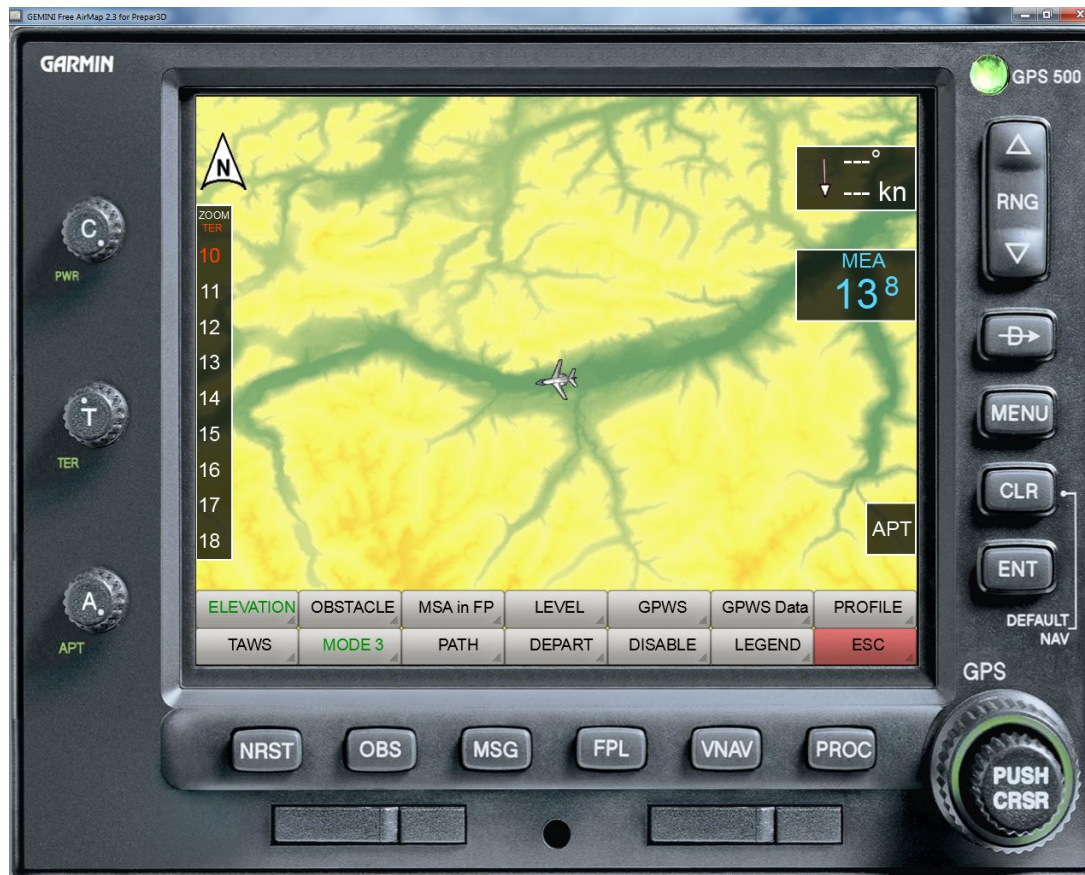 GEMINI Free AirMap 2.3 for Prepar3D
GARMIN
GPS 500
N
---°
--- kn
ZOOM
TER
10
11
12
13
14
15
16
17
18
MEA
13 8
APT
C
PWR
T
TER
A
APT
RNG
D
MENU
CLR
ENT
DEFAULT
NAV
ELEVATION OBSTACLE MSA in FP LEVEL GPWS GPWS Data PROFILE
TAWS MODE 3 PATH DEPART DISABLE LEGEND ESC
GPS
NRST OBS MSG FPL VNAV PROC
PUSH
CRSR